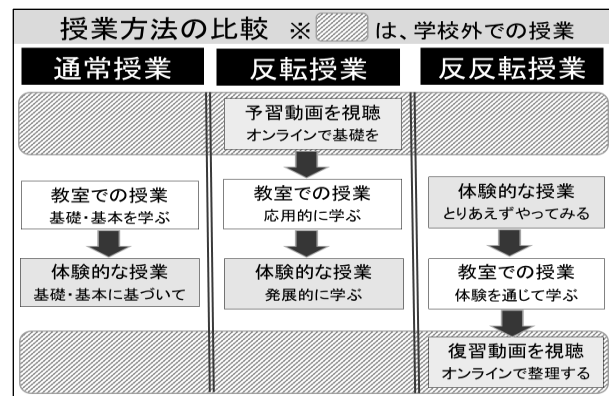 授業方法の比較 ※ は、学校外での授業
通常授業
反転授業
反反転授業
予習動画を視聴
オンラインで基礎を
教室での授業
基礎・基本を学ぶ
教室での授業
応用的に学ぶ
体験的な授業
とりあえずやってみる
体験的な授業
基礎・基本に基づいて
体験的な授業
発展的に学ぶ
教室での授業
体験を通じて学ぶ
復習動画を視聴
オンラインで整理する